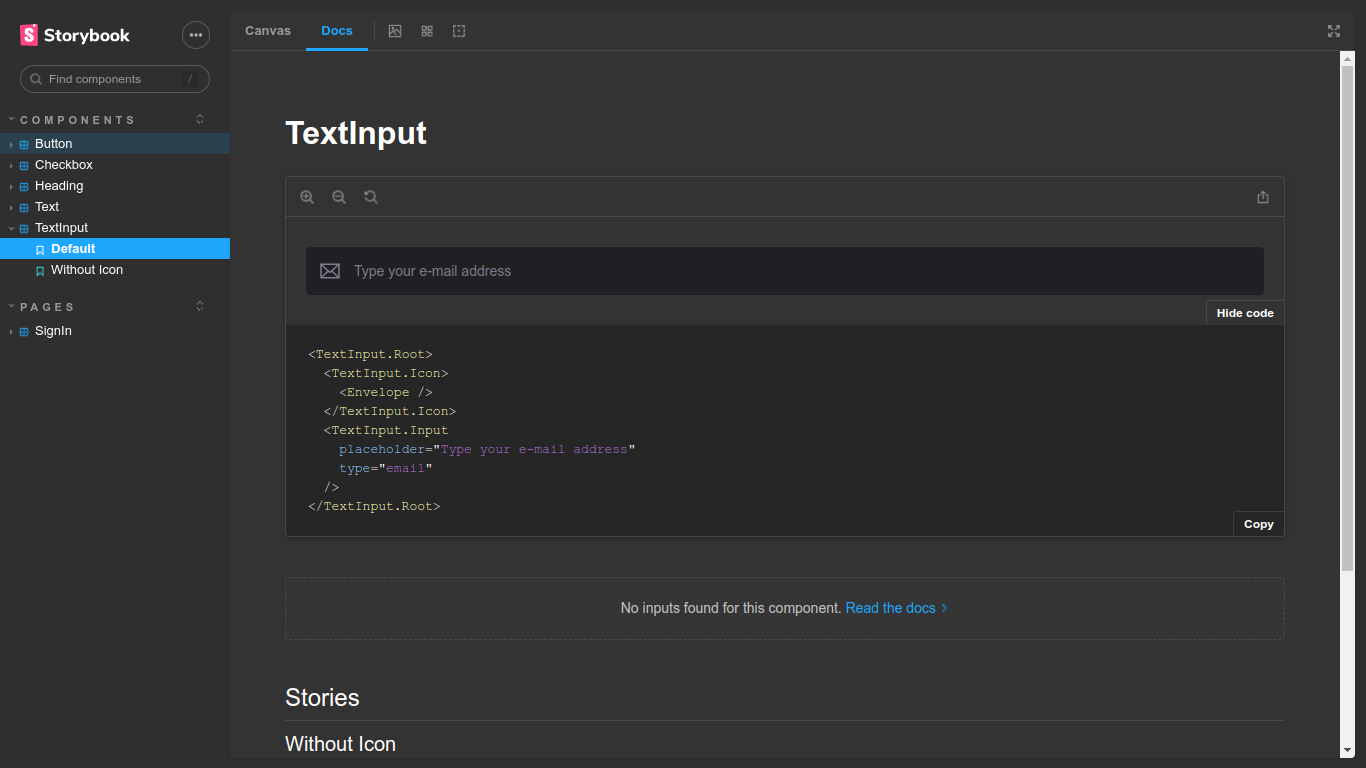 Storybook
Find components /
COMPONENTS
Button
Checkbox
Heading
Text
TextInput
Default
Without Icon
PAGES
SignIn
Canvas Docs
TextInput
Type your e-mail address
Hide code
<TextInput.Root>
  <TextInput.Icon>
    <Envelope />
  </TextInput.Icon>
  <TextInput.Input
    placeholder="Type your e-mail address"
    type="email"
  />
</TextInput.Root>
Copy
No inputs found for this component. Read the docs
Stories
Without Icon